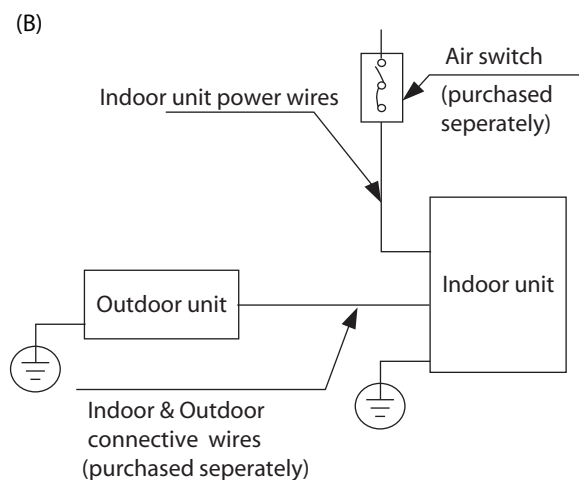 (B)
Air switch
(purchased
seperately)
Indoor unit power wires
Indoor unit
Outdoor unit
Indoor & Outdoor
connective wires
(purchased seperately)